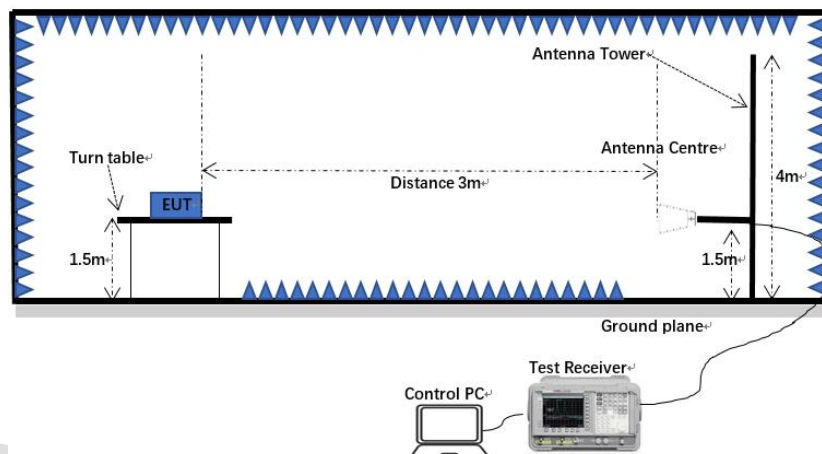 Antenna Tower
Antenna Centre
Turn table
Distance 3m
4m
EUT
1.5m
1.5m
Ground plane
Test Receiver
Control PC